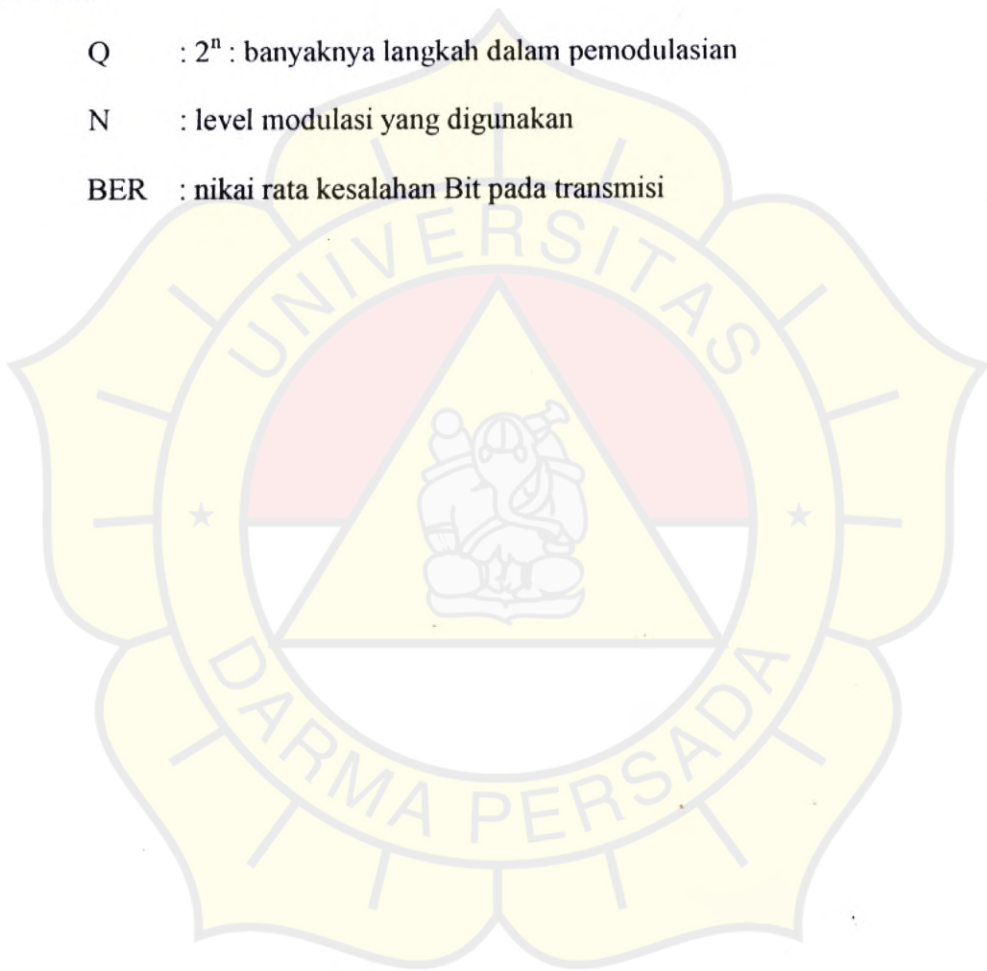 Q : 2ⁿ : banyaknya langkah dalam pemodulasian
N : level modulasi yang digunakan
BER : nikai rata kesalahan Bit pada transmisi
UNIVERSITAS
DARMA PERSADA